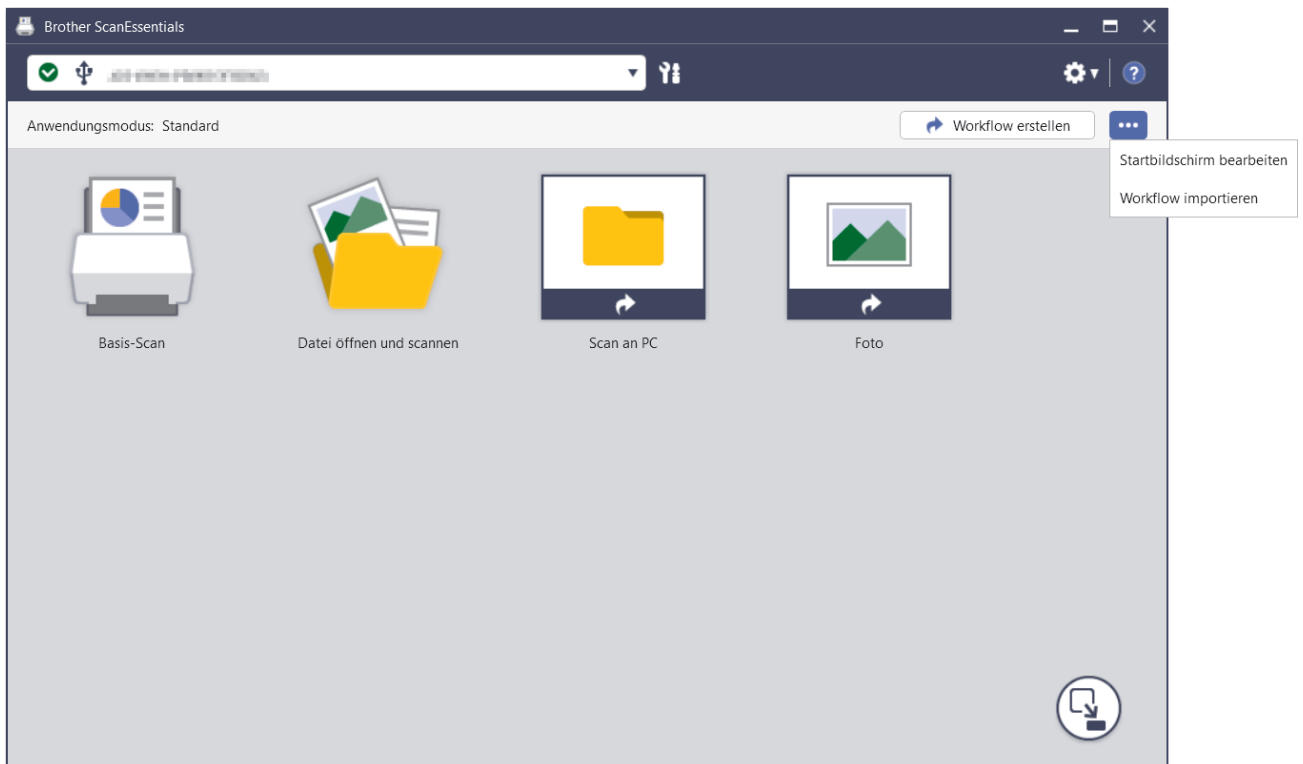 Brother ScanEssentials
Anwendungsmodus: Standard
Workflow erstellen
Startbildschirm bearbeiten
Workflow importieren
Basis-Scan
Datei öffnen und scannen
Scan an PC
Foto